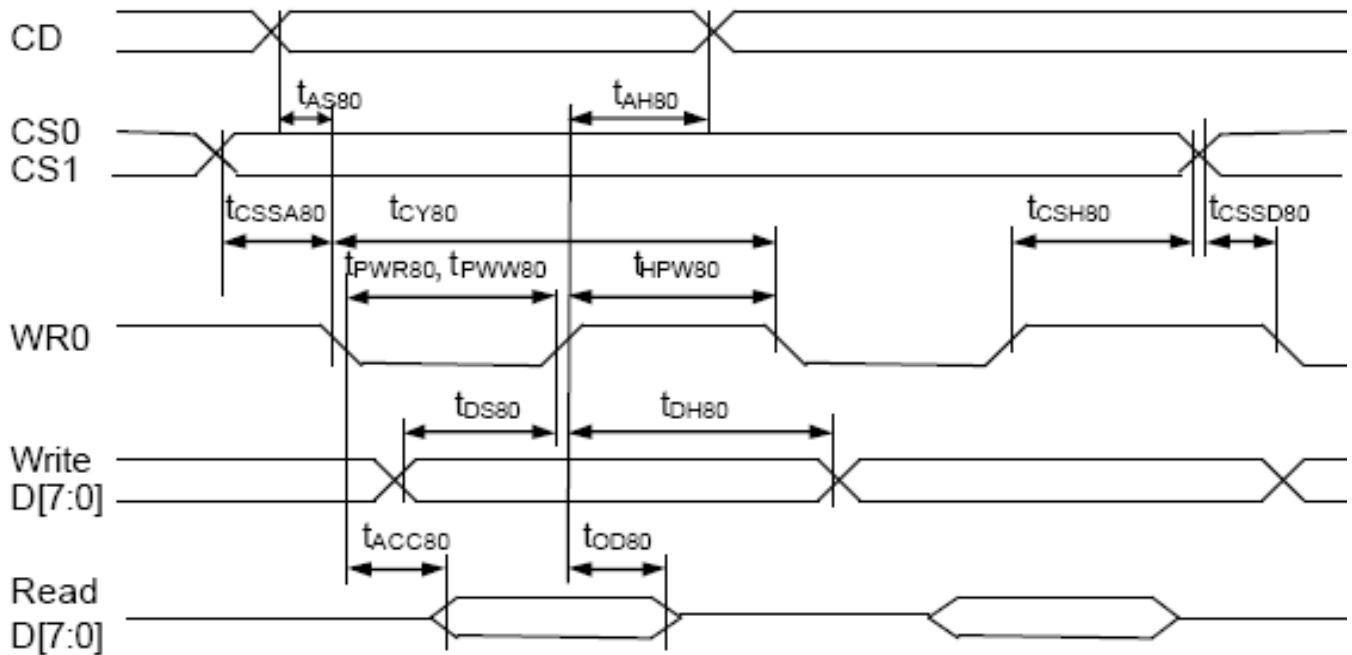 CD
tAS80 tAH80
CS0
CS1
tCSSA80 tCY80 tCSH80 tCSSD80
tPWR80, tPWW80 tHPW80
WR0
tDS80 tDH80
Write
D[7:0]
tACC80 tOD80
Read
D[7:0]